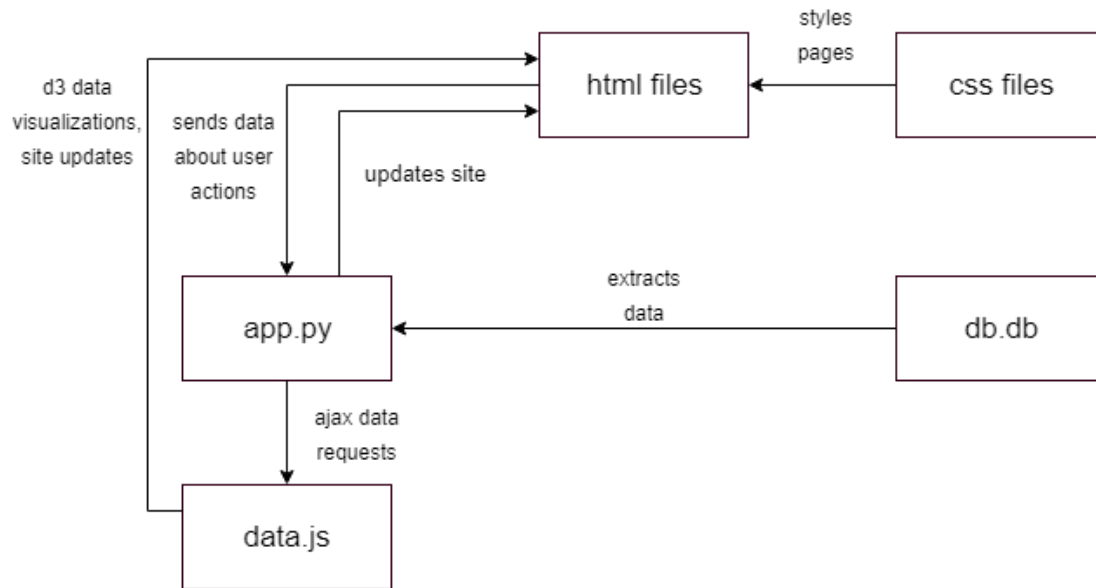 styles
pages
html files
css files
d3 data
visualizations,
site updates
sends data
about user
actions
updates site
extracts
data
app.py
db.db
ajax data
requests
data.js